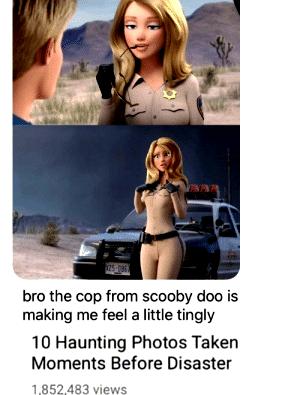 bro the cop from scooby doo is
making me feel a little tingly
10 Haunting Photos Taken
Moments Before Disaster
1,852,483 views